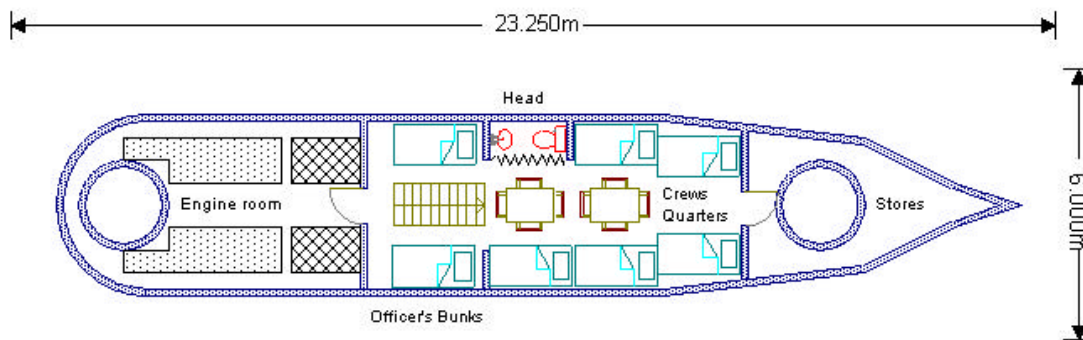 23.250m
Head
6.000m
Engine room
Crews
Quarters
Stores
Officer's Bunks